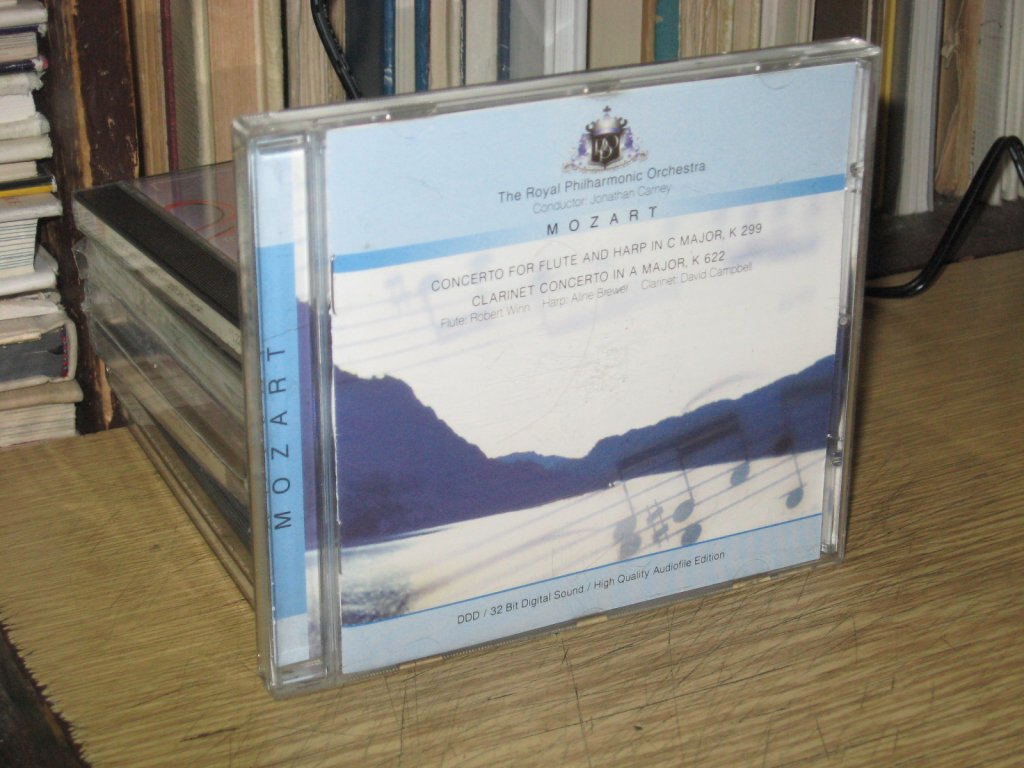 The Royal Philharmonic Orchestra
Conductor: Jonathan Carney
MOZART
CONCERTO FOR FLUTE AND HARP IN C MAJOR, K 299
CLARINET CONCERTO IN A MAJOR, K 622
Flute: Robert Winn Harp: Aline Brewer Clarinet: David Campbell
DDD / 32 Bit Digital Sound / High Quality Audiofile Edition
MOZART